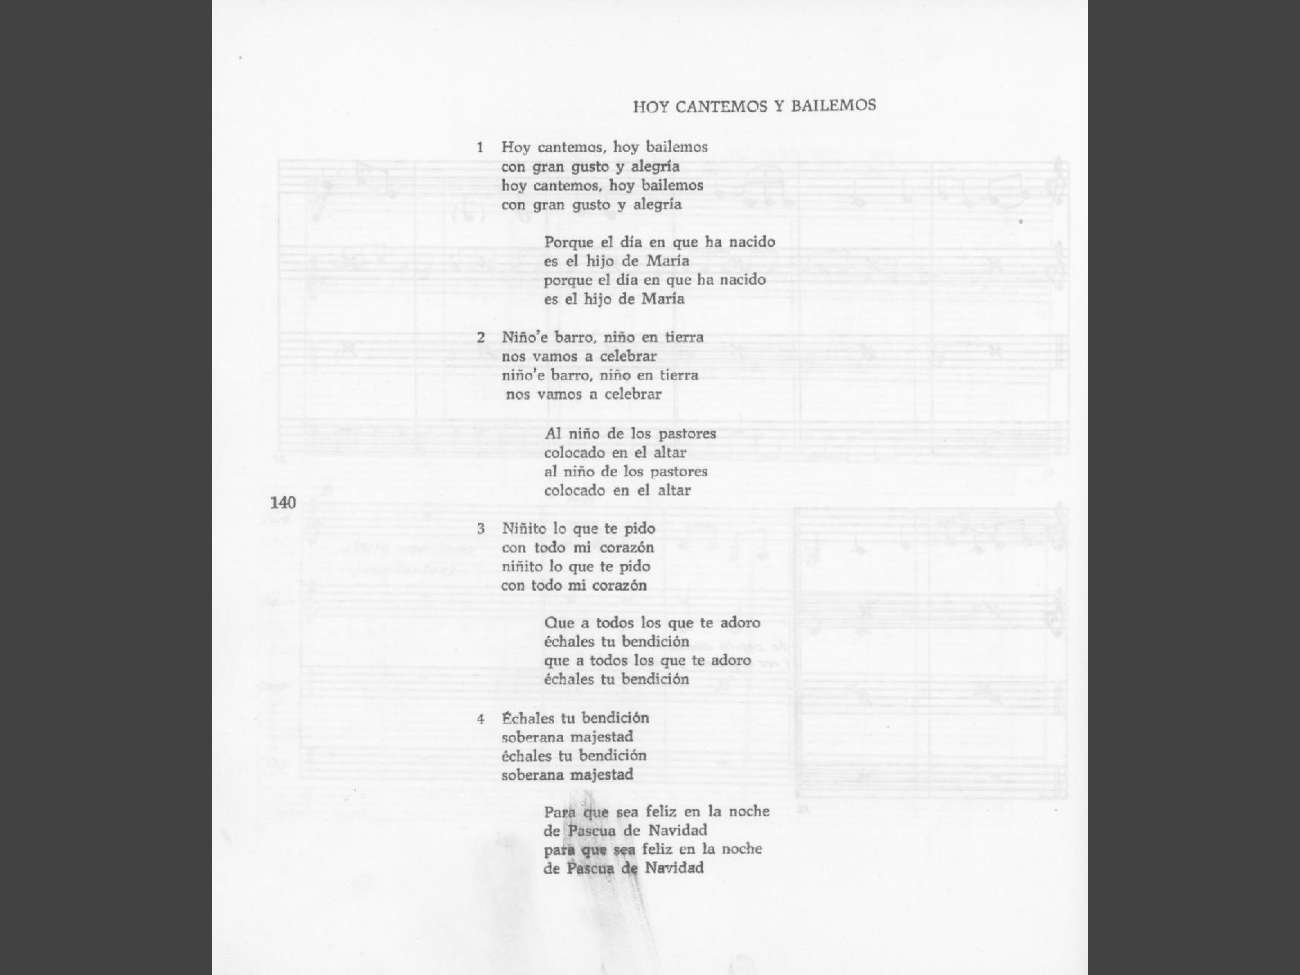 HOY CANTEMOS Y BAILEMOS
1 Hoy cantemos, hoy bailemos
con gran gusto y alegría
hoy cantemos, hoy bailemos
con gran gusto y alegría
Porque el día en que ha nacido
es el hijo de María
porque el día en que ha nacido
es el hijo de María
2 Niño'e barro, niño en tierra
nos vamos a celebrar
niño'e barro, niño en tierra
nos vamos a celebrar
Al niño de los pastores
colocado en el altar
al niño de los pastores
colocado en el altar
140
3 Niñito lo que te pido
con todo mi corazón
niñito lo que te pido
con todo mi corazón
Que a todos los que te adoro
échales tu bendición
que a todos los que te adoro
échales tu bendición
4 Échales tu bendición
soberana majestad
échales tu bendición
soberana majestad
Para que sea feliz en la noche
de Pascua de Navidad
para que sea feliz en la noche
de Pascua de Navidad